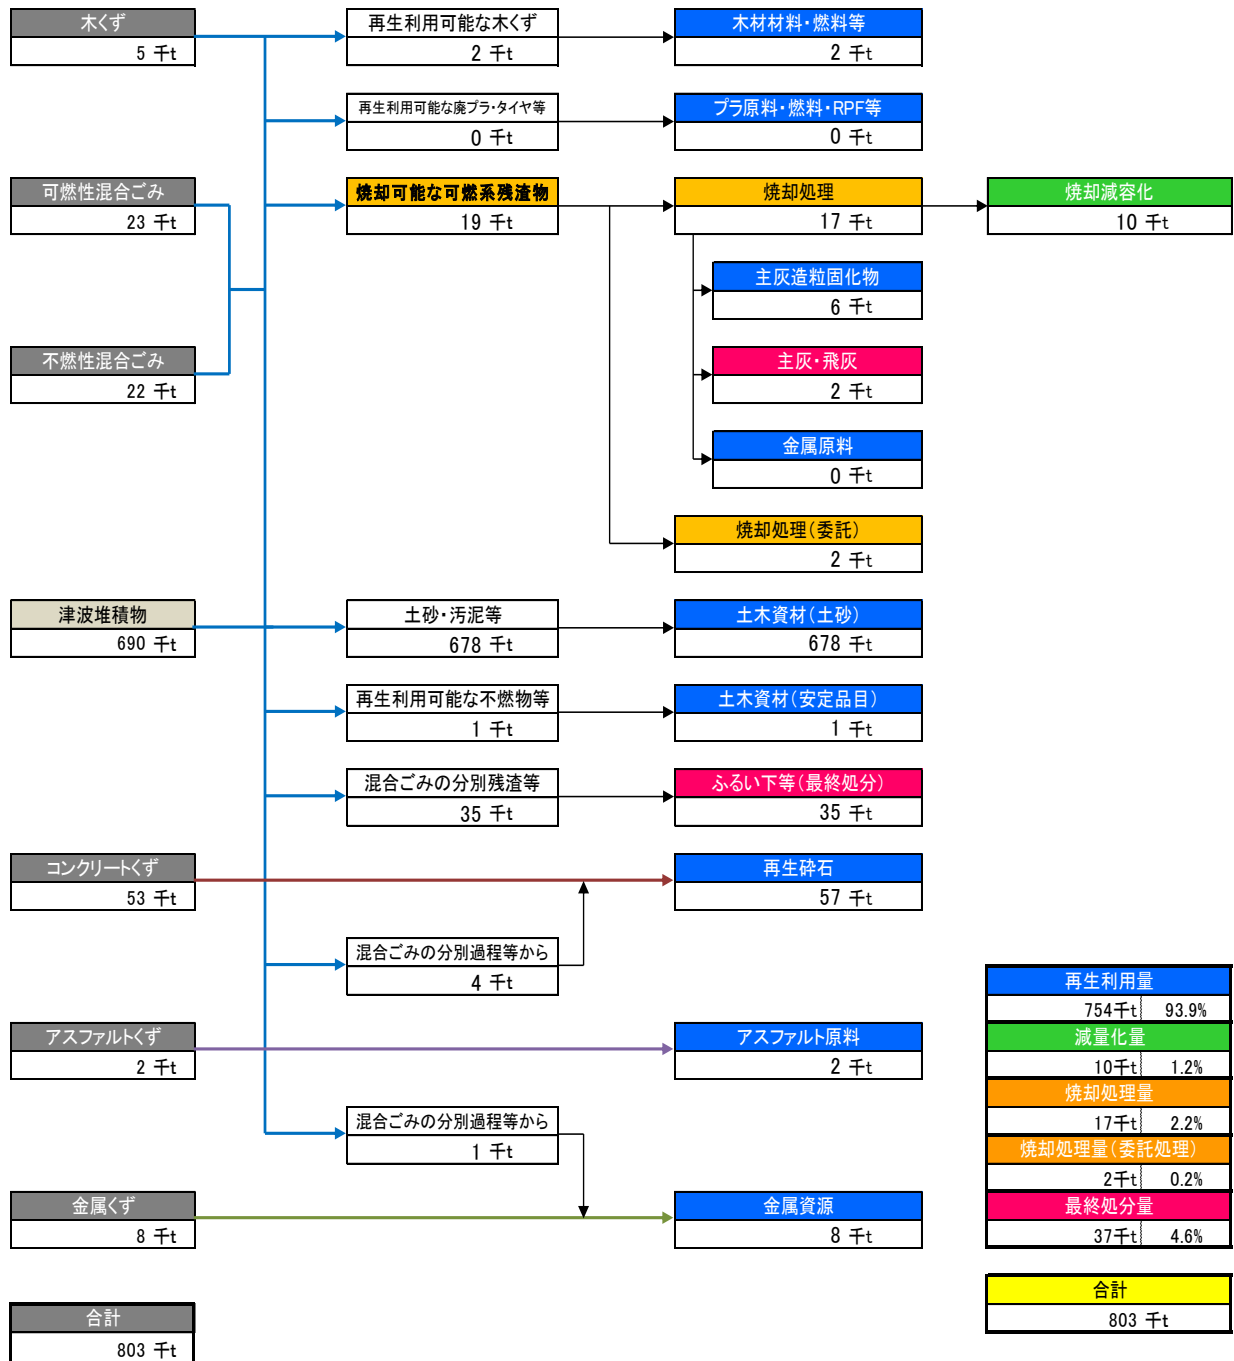 木くず
5 千t
再生利用可能な木くず
2 千t
木材材料・燃料等
2 千t
再生利用可能な廃プラ・タイヤ等
0 千t
プラ原料・燃料・RPF等
0 千t
可燃性混合ごみ
23 千t
焼却可能な可燃系残渣物
19 千t
焼却処理
17 千t
焼却減容化
10 千t
主灰造粒固化物
6 千t
不燃性混合ごみ
22 千t
主灰・飛灰
2 千t
金属原料
0 千t
焼却処理(委託)
2 千t
津波堆積物
690 千t
土砂・汚泥等
678 千t
土木資材(土砂)
678 千t
再生利用可能な不燃物等
1 千t
土木資材(安定品目)
1 千t
混合ごみの分別残渣等
35 千t
ふるい下等(最終処分)
35 千t
コンクリートくず
53 千t
再生砕石
57 千t
混合ごみの分別過程等から
4 千t
アスファルトくず
2 千t
アスファルト原料
2 千t
混合ごみの分別過程等から
1 千t
金属くず
8 千t
金属資源
8 千t
再生利用量
754千t 93.9%
減量化量
10千t 1.2%
焼却処理量
17千t 2.2%
焼却処理量(委託処理)
2千t 0.2%
最終処分量
37千t 4.6%
合計
803 千t
合計
803 千t